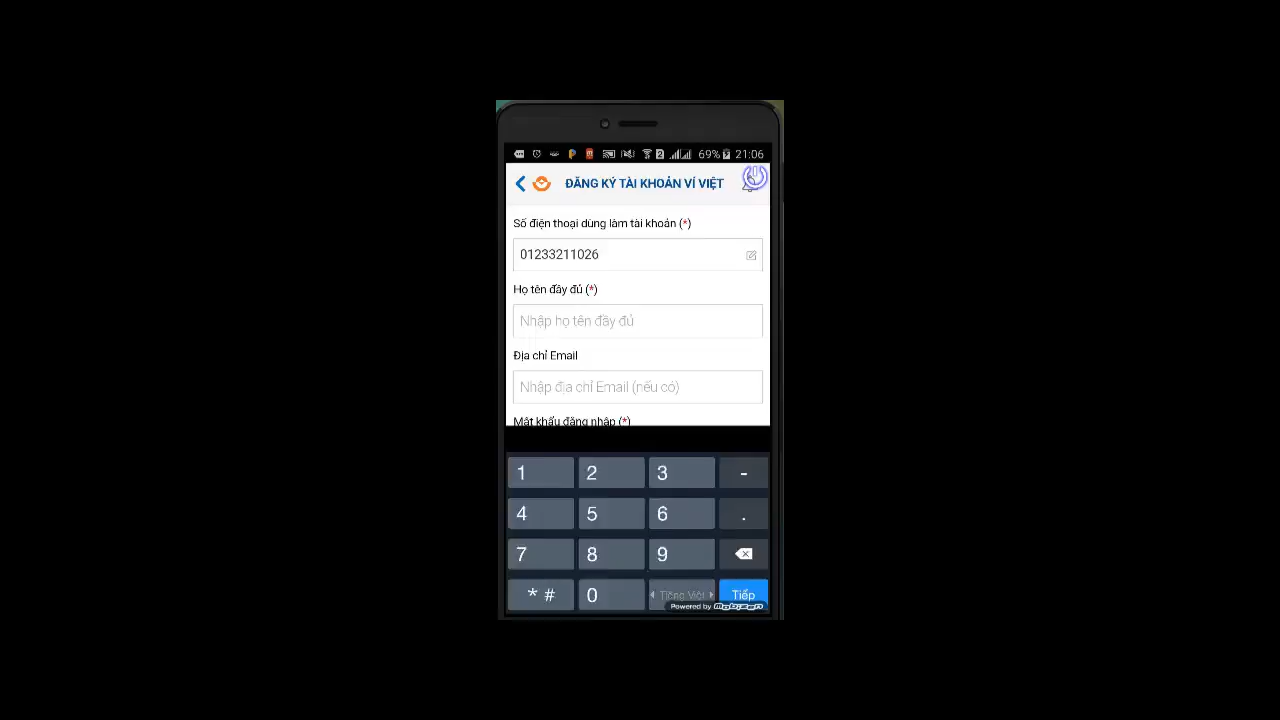 69% 21:06
ĐĂNG KÝ TÀI KHOẢN VÍ VIỆT
Số điện thoại dùng làm tài khoản (*)
01233211026
Họ tên đầy đủ (*)
Nhập họ tên đầy đủ
Địa chỉ Email
Nhập địa chỉ Email (nếu có)
Mật khẩu đăng nhập (*)
1 2 3 -
4 5 6 .
7 8 9
* # 0 Tiếng Việt Tiếp
Powered by Mobizen